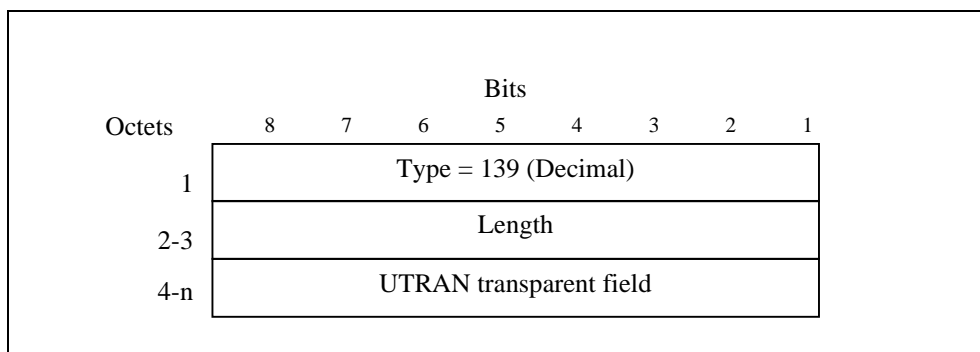 Bits
Octets 8 7 6 5 4 3 2 1
1 Type = 139 (Decimal)
2-3 Length
4-n UTRAN transparent field